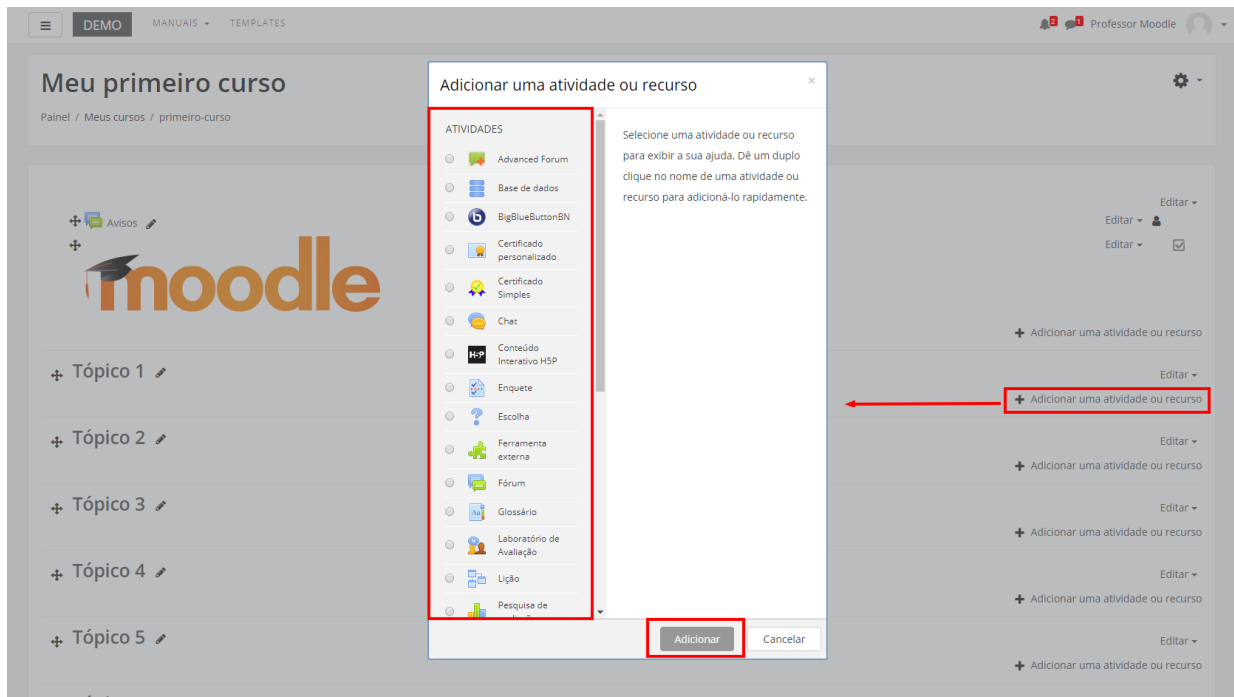 DEMO
MANUAIS
TEMPLATES
2
1
Professor Moodle
Meu primeiro curso
Painel / Meus cursos / primeiro-curso
Editar
Avisos
Editar
Editar
moodle
Adicionar uma atividade ou recurso
Tópico 1
Editar
Adicionar uma atividade ou recurso
Tópico 2
Editar
Adicionar uma atividade ou recurso
Tópico 3
Editar
Adicionar uma atividade ou recurso
Tópico 4
Editar
Adicionar uma atividade ou recurso
Tópico 5
Editar
Adicionar uma atividade ou recurso
Adicionar uma atividade ou recurso
×
ATIVIDADES
Advanced Forum
Base de dados
b
BigBlueButtonBN
Certificado
personalizado
Certificado
Simples
Chat
H5P
Conteúdo
Interativo H5P
Enquete
?
Escolha
Ferramenta
externa
Fórum
Aa
Glossário
Laboratório de
Avaliação
Lição
Pesquisa de
Selecione uma atividade ou recurso
para exibir a sua ajuda. Dê um duplo
clique no nome de uma atividade ou
recurso para adicioná-lo rapidamente.
Adicionar
Cancelar